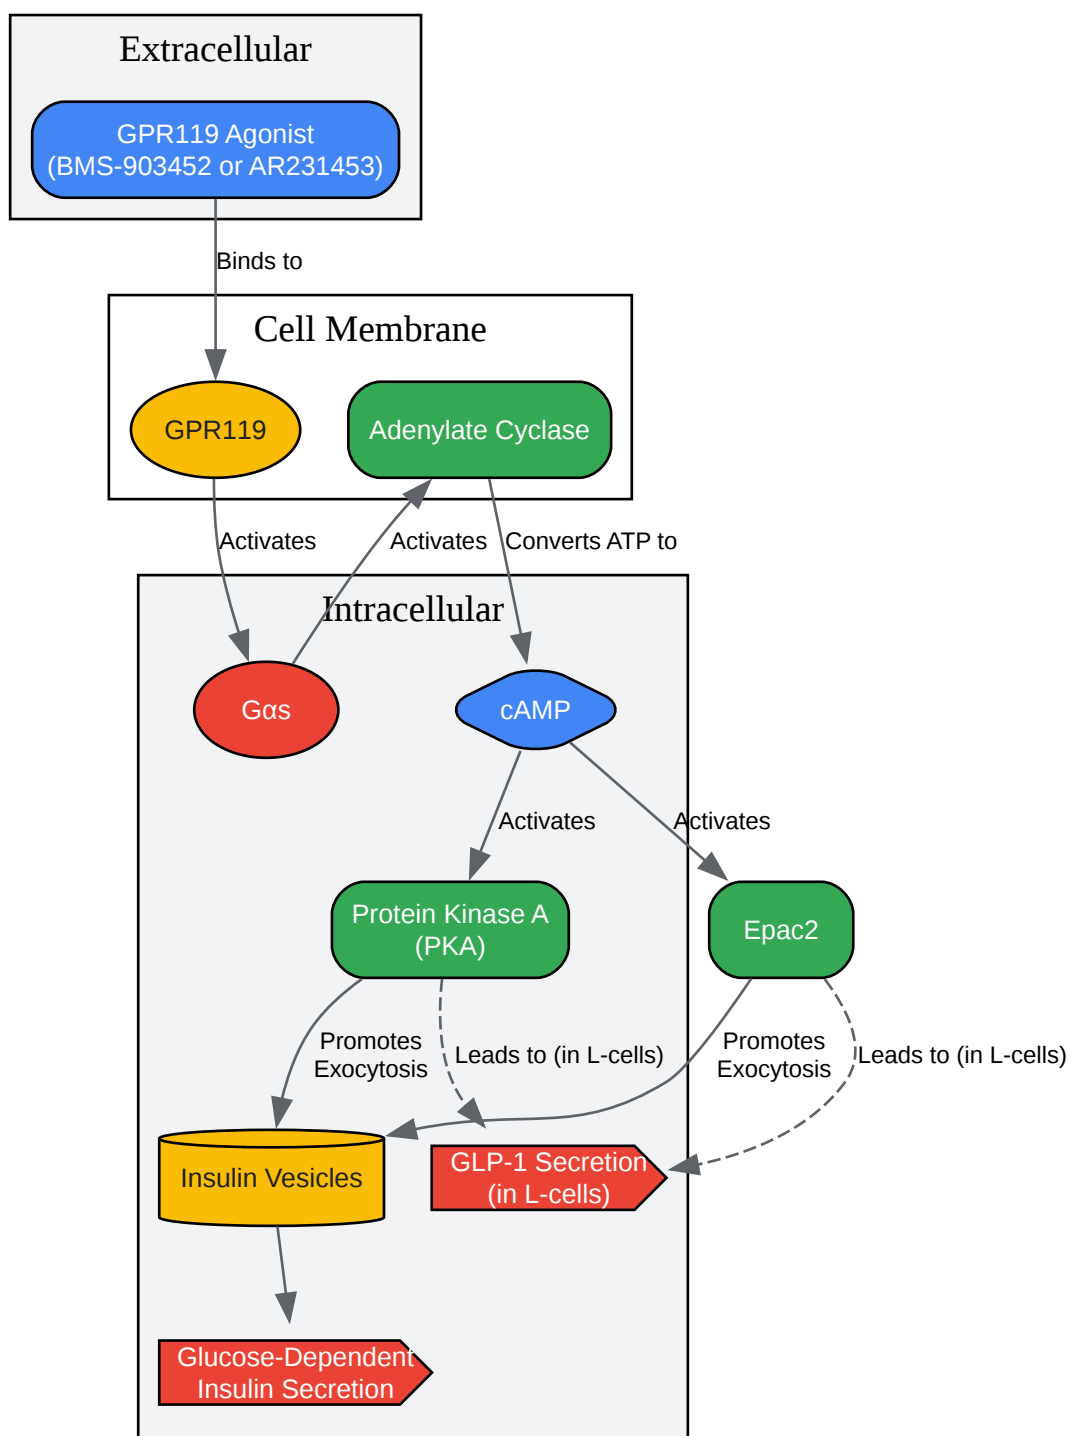 Extracellular
GPR119 Agonist
(BMS-903452 or AR231453)
Binds to
Cell Membrane
GPR119
Adenylate Cyclase
Activates
Activates
Converts ATP to
Intracellular
Gαs
cAMP
Activates
Activates
Protein Kinase A
(PKA)
Epac2
Promotes
Exocytosis
Leads to (in L-cells)
Promotes
Exocytosis
Leads to (in L-cells)
Insulin Vesicles
GLP-1 Secretion
(in L-cells)
Glucose-Dependent
Insulin Secretion